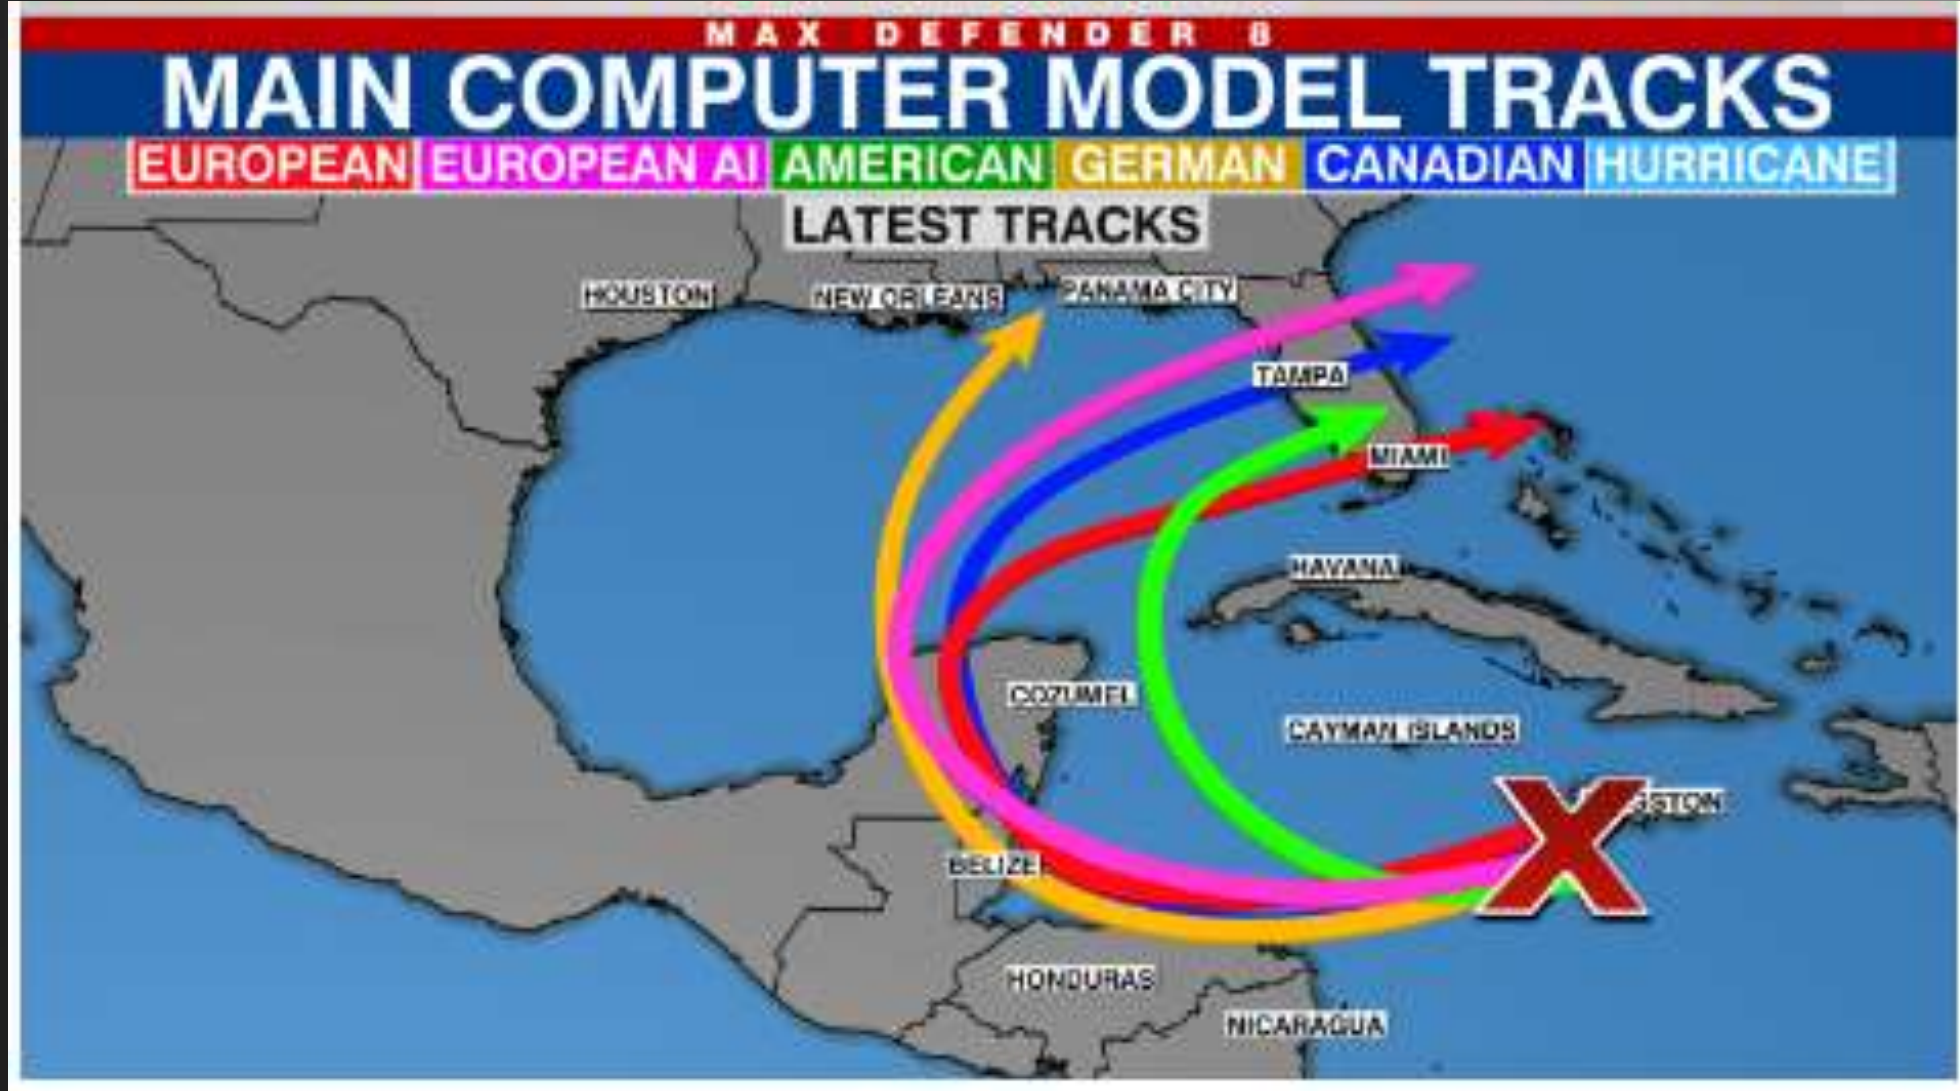 MAX DEFENDER 8
MAIN COMPUTER MODEL TRACKS
EUROPEAN EUROPEAN AI AMERICAN GERMAN CANADIAN HURRICANE
LATEST TRACKS
HOUSTON NEW ORLEANS PANAMA CITY
TAMPA
MIAMI
HAVANA
COZUMEL
CAYMAN ISLANDS
X
BELIZE
HONDURAS
NICARAGUA